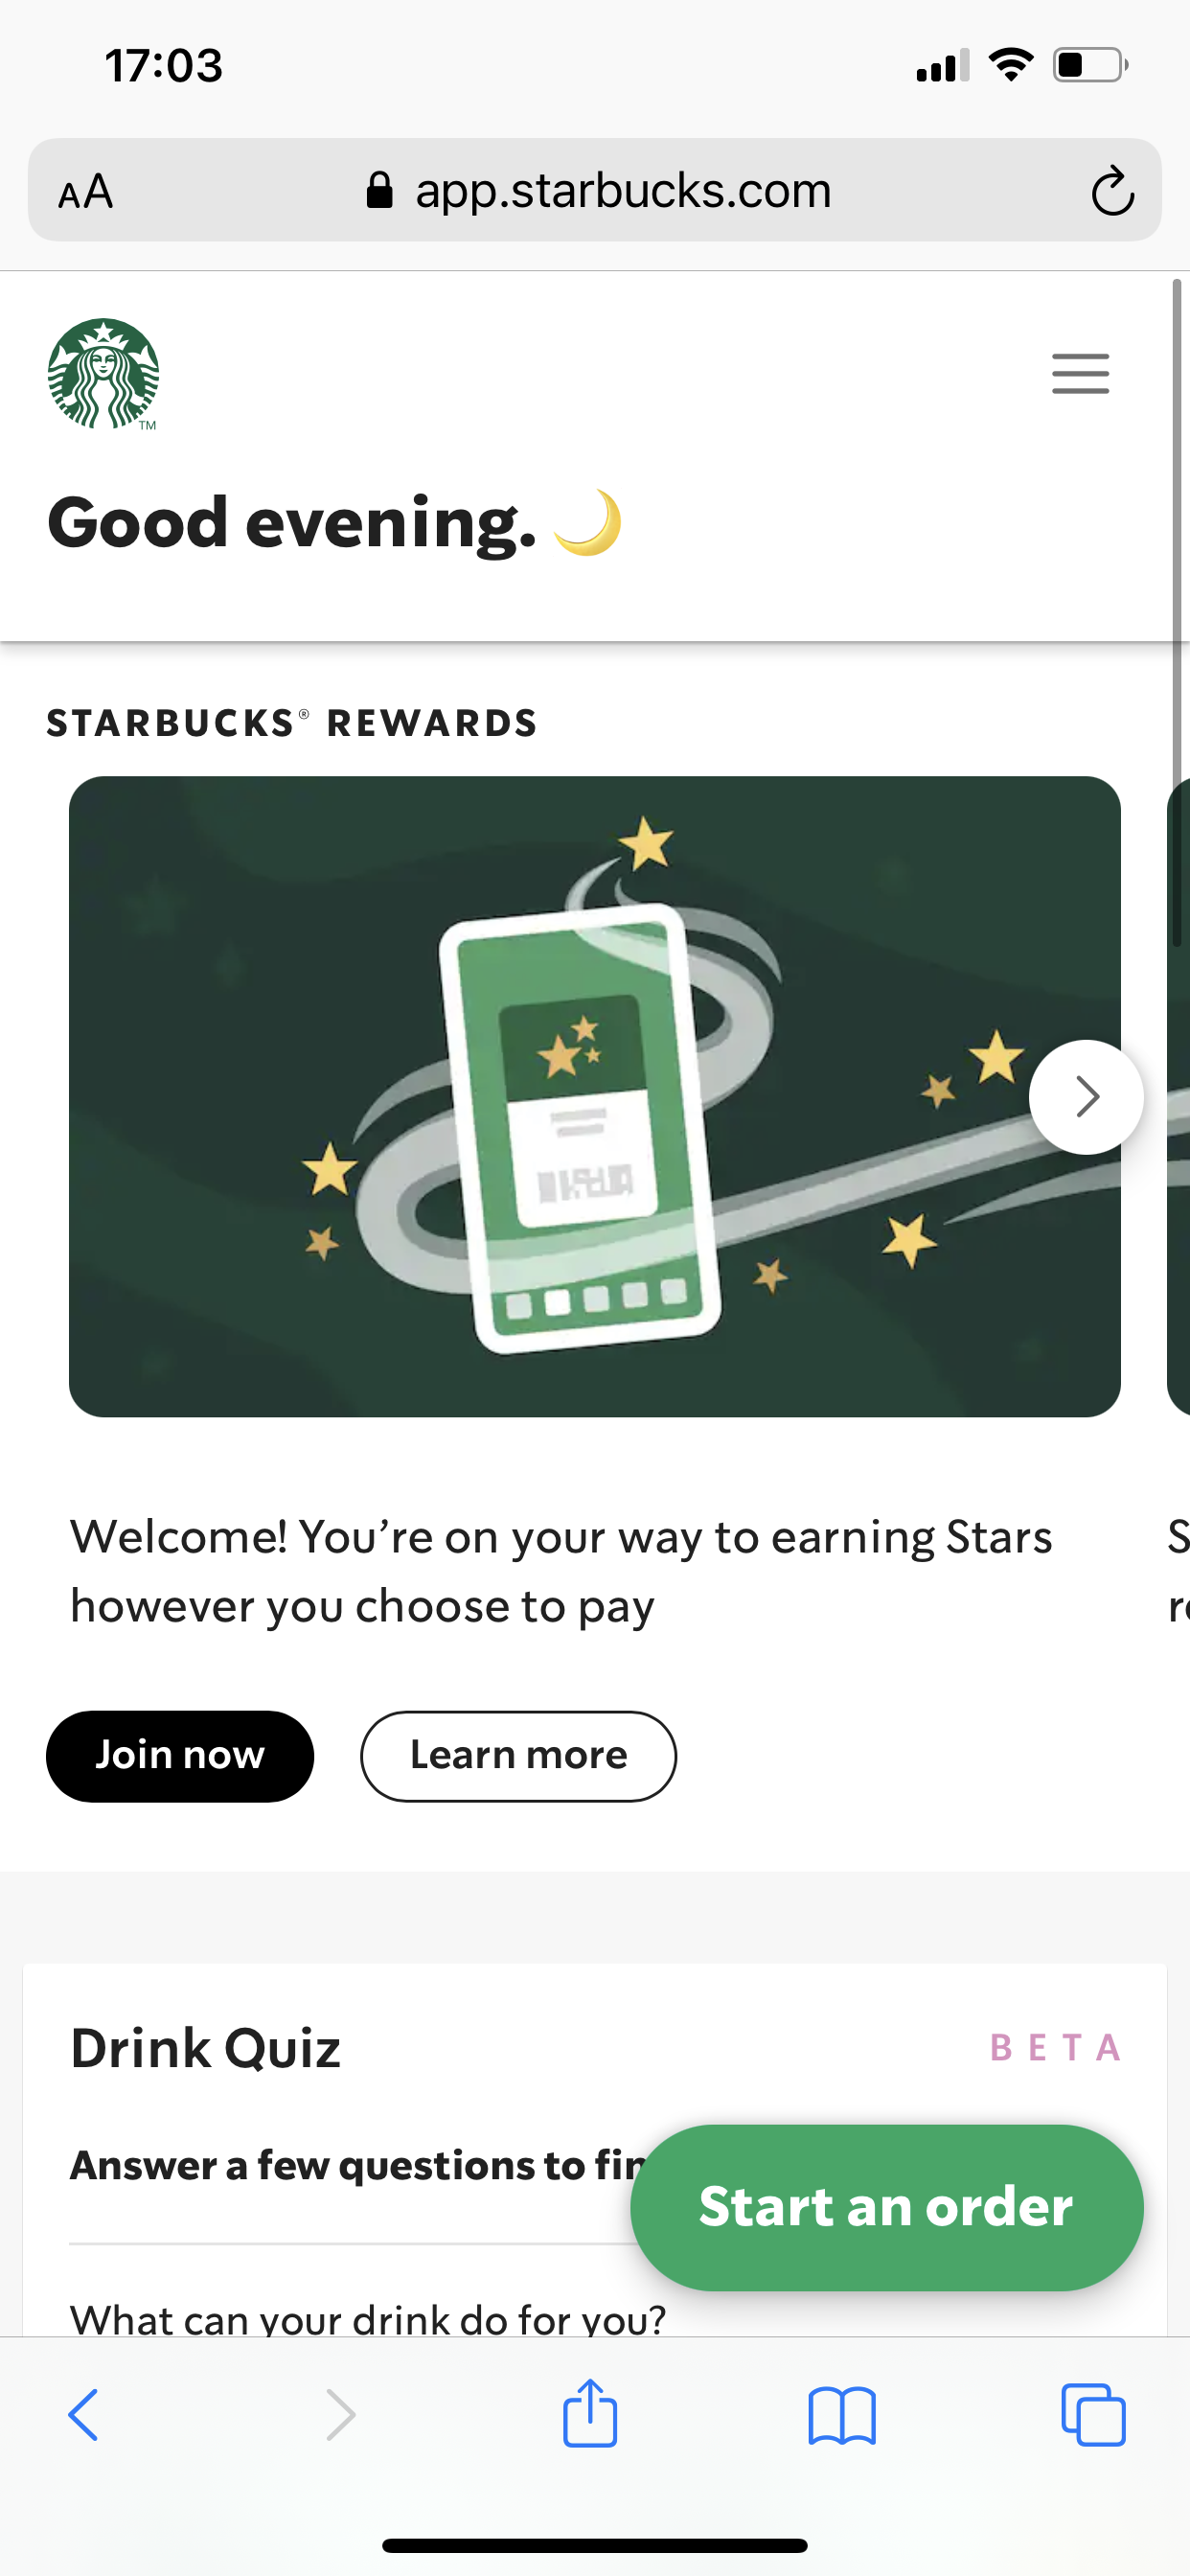 17:03
AA
app.starbucks.com
TM
Good evening. 🌙
STARBUCKS® REWARDS
Welcome! You’re on your way to earning Stars
however you choose to pay
Join now
Learn more
Drink Quiz
BETA
Answer a few questions to
Start an order
What can your drink do for you?